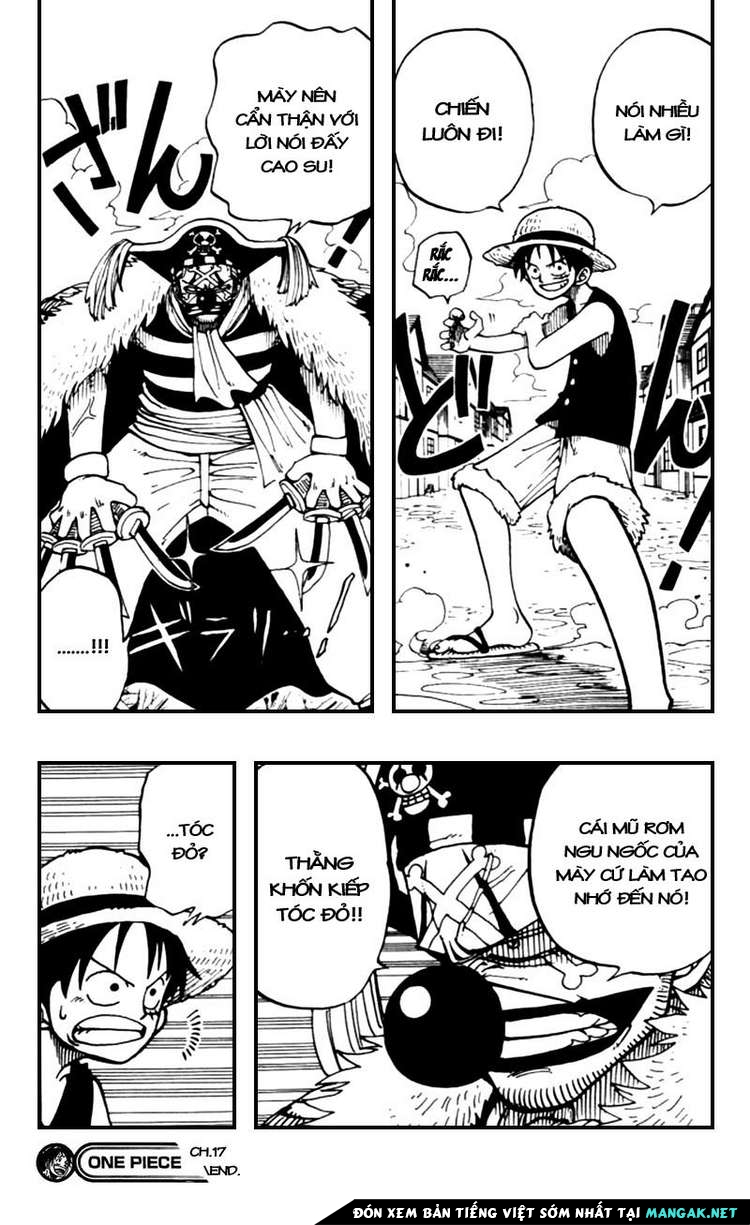 NÓI NHIỀU
LÀM GÌ!
CHIẾN
LUÔN ĐI!
RẮC
RẮC...
どん!
MÀY NÊN
CẨN THẬN VỚI
LỜI NÓI ĐẤY
CAO SU!
ざん!!
.......!!!
ギラ
CÁI MŨ RƠM
NGU NGỐC CỦA
MÀY CỨ LÀM TAO
NHỚ ĐẾN NÓ!
THẰNG
KHỐN KIẾP
TÓC ĐỎ!!
...TÓC
ĐỎ?
ONE PIECE
CH.17
\END.
ĐÓN XEM BẢN TIẾNG VIỆT SỚM NHẤT TẠI MANGAK.NET